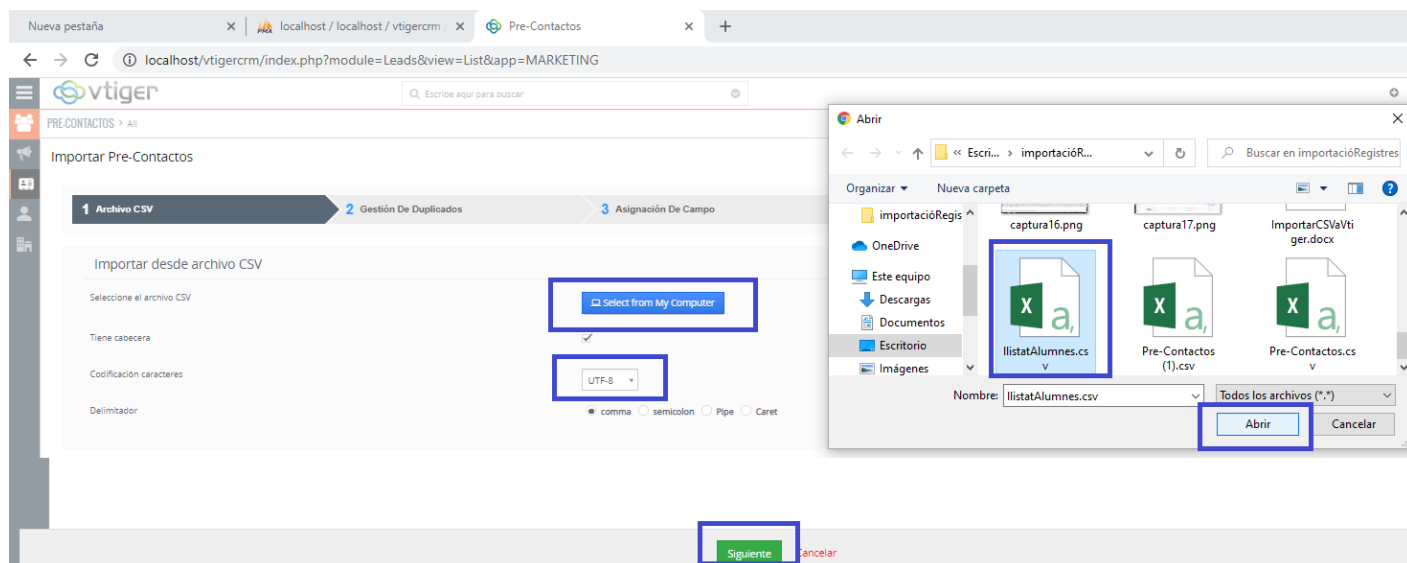 Nueva pestaña
localhost / localhost / vtigercrm /
Pre-Contactos
localhost/vtigercrm/index.php?module=Leads&view=List&app=MARKETING
vtiger
Escribe aquí para buscar
PRE-CONTACTOS > All
Importar Pre-Contactos
1 Archivo CSV
2 Gestión De Duplicados
3 Asignación De Campo
Importar desde archivo CSV
Seleccione el archivo CSV
Select from My Computer
Tiene cabecera
Codificación caracteres
UTF-8
Delimitador
comma
semicolon
Pipe
Caret
Siguiente
Cancelar
Abrir
« Escri... > importacióR...
Buscar en importacióRegistres
Organizar
Nueva carpeta
importacióRegis
OneDrive
Este equipo
Descargas
Documentos
Escritorio
Imágenes
captura16.png
captura17.png
ImportarCSVaVti
ger.docx
X a,
llistatAlumnes.cs
v
X a,
Pre-Contactos
(1).csv
X a,
Pre-Contactos.cs
v
Nombre:
llistatAlumnes.csv
Todos los archivos (*.*)
Abrir
Cancelar